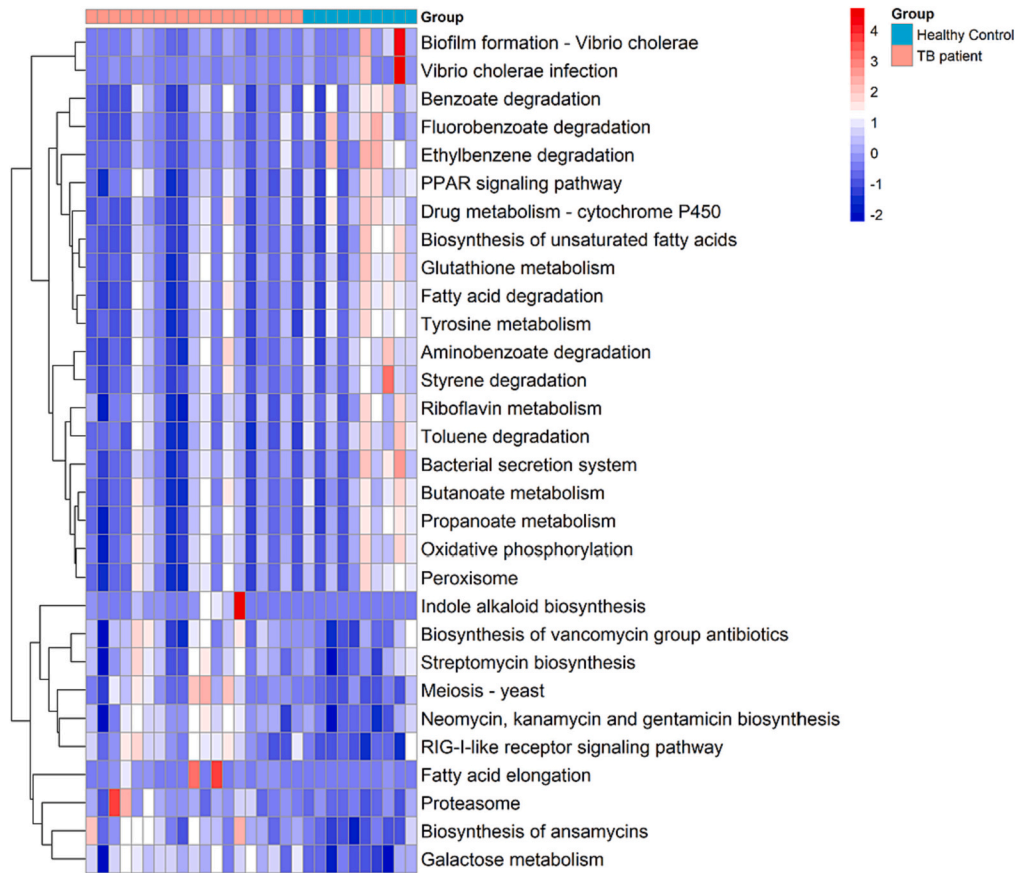 Group
Biofilm formation - Vibrio cholerae
Vibrio cholerae infection
Benzoate degradation
Fluorobenzoate degradation
Ethylbenzene degradation
PPAR signaling pathway
Drug metabolism - cytochrome P450
Biosynthesis of unsaturated fatty acids
Glutathione metabolism
Fatty acid degradation
Tyrosine metabolism
Aminobenzoate degradation
Styrene degradation
Riboflavin metabolism
Toluene degradation
Bacterial secretion system
Butanoate metabolism
Propanoate metabolism
Oxidative phosphorylation
Peroxisome
Indole alkaloid biosynthesis
Biosynthesis of vancomycin group antibiotics
Streptomycin biosynthesis
Meiosis - yeast
Neomycin, kanamycin and gentamicin biosynthesis
RIG-I-like receptor signaling pathway
Fatty acid elongation
Proteasome
Biosynthesis of ansamycins
Galactose metabolism
4
3
2
1
0
-1
-2
Group
Healthy Control
TB patient